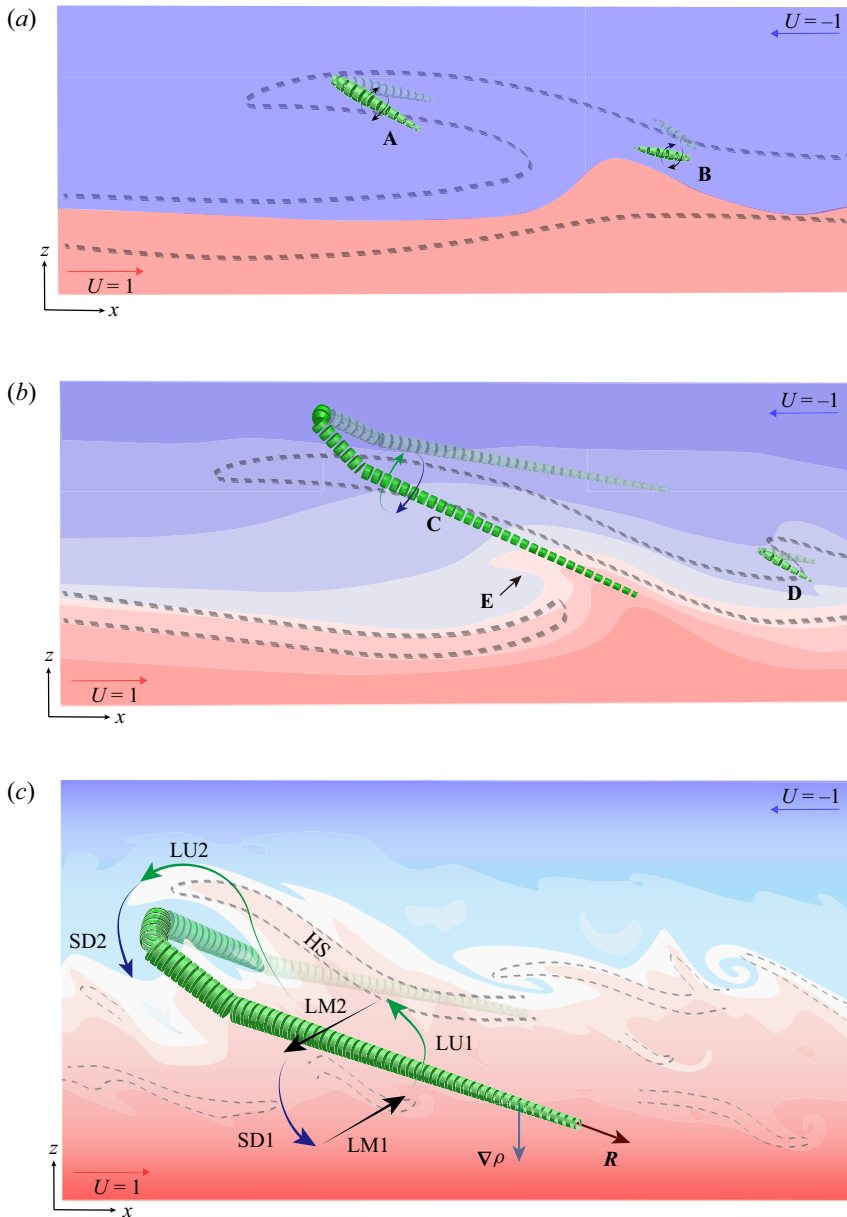 (a)
U = –1
A
B
z
U = 1
x
(b)
U = –1
C
E
D
z
U = 1
x
(c)
U = –1
LU2
SD2
HS
LM2
LU1
SD1
LM1
∇ρ
R
z
U = 1
x